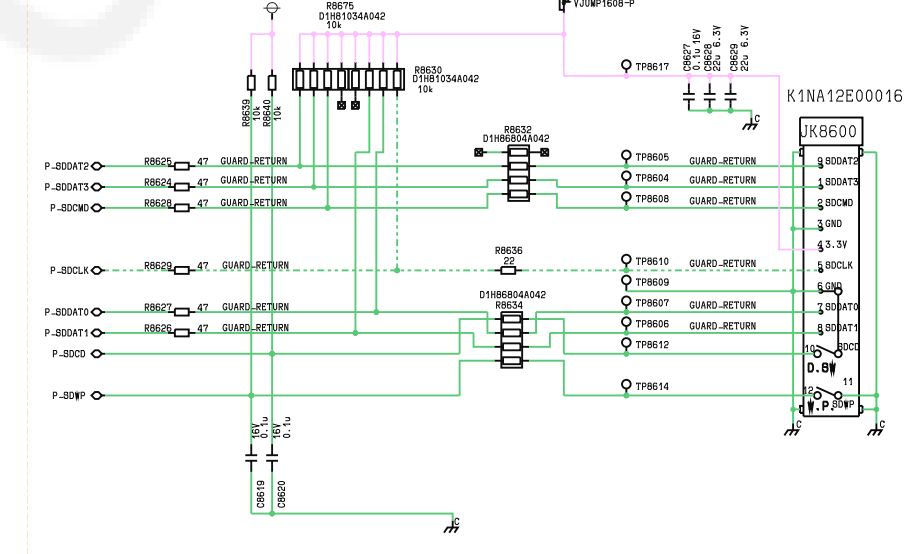 R8675
D1H81034A042
10k
VJUMP1608-P
C8627
0.1u 16V
C8628
22u 6.3V
C8629
22u 6.3V
TP8617
R8630
D1H81034A042
10k
K1NA12E00016
R8639
10k
R8640
10k
JK8600
R8632
D1H86804A042
P-SDDAT2
R8625
47
GUARD-RETURN
TP8605
GUARD-RETURN
9 SDDAT2
P-SDDAT3
R8624
47
GUARD-RETURN
TP8604
GUARD-RETURN
1 SDDAT3
P-SDCMD
R8628
47
GUARD-RETURN
TP8608
GUARD-RETURN
2 SDCMD
3 GND
4 3.3V
R8636
22
P-SDCLK
R8629
47
GUARD-RETURN
TP8610
GUARD-RETURN
5 SDCLK
TP8609
6 GND
D1H86804A042
R8634
P-SDDAT0
R8627
47
GUARD-RETURN
TP8607
GUARD-RETURN
7 SDDAT0
P-SDDAT1
R8626
47
GUARD-RETURN
TP8606
GUARD-RETURN
8 SDDAT1
P-SDCD
TP8612
10
SDCD
D.SW
P-SDWP
TP8614
12
11
W.P.
SDWP
16V
0.1u
16V
0.1u
C8619
C8620
C
C
C
C